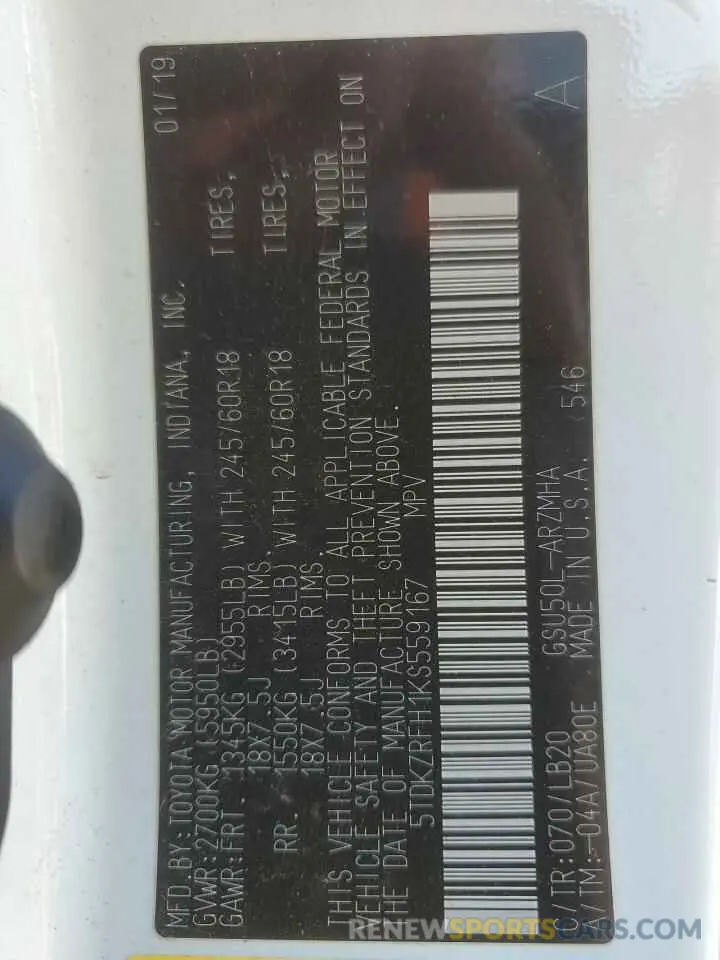 MFD.BY:TOYOTA MOTOR MANUFACTURING, INDIANA, INC. 01/19
GVWR:2700KG (5950LB)
GAWR:FRT. 1345KG (2955LB) WITH 245/60R18 TIRES,
18X7.5J RIMS.
RR. 1550KG (3415LB) WITH 245/60R18 TIRES,
18X7.5J RIMS.
THIS VEHICLE CONFORMS TO ALL APPLICABLE FEDERAL MOTOR
VEHICLE SAFETY AND THEFT PREVENTION STANDARDS IN EFFECT ON
THE DATE OF MANUFACTURE SHOWN ABOVE.
5TDKZRFH1KS559167 MPV
C/TR:070/LB20 GSU50L-ARZMHA
A/TM:-04A/UA80E MADE IN U.S.A. 546
A
RENEWSPORTSCARS.COM